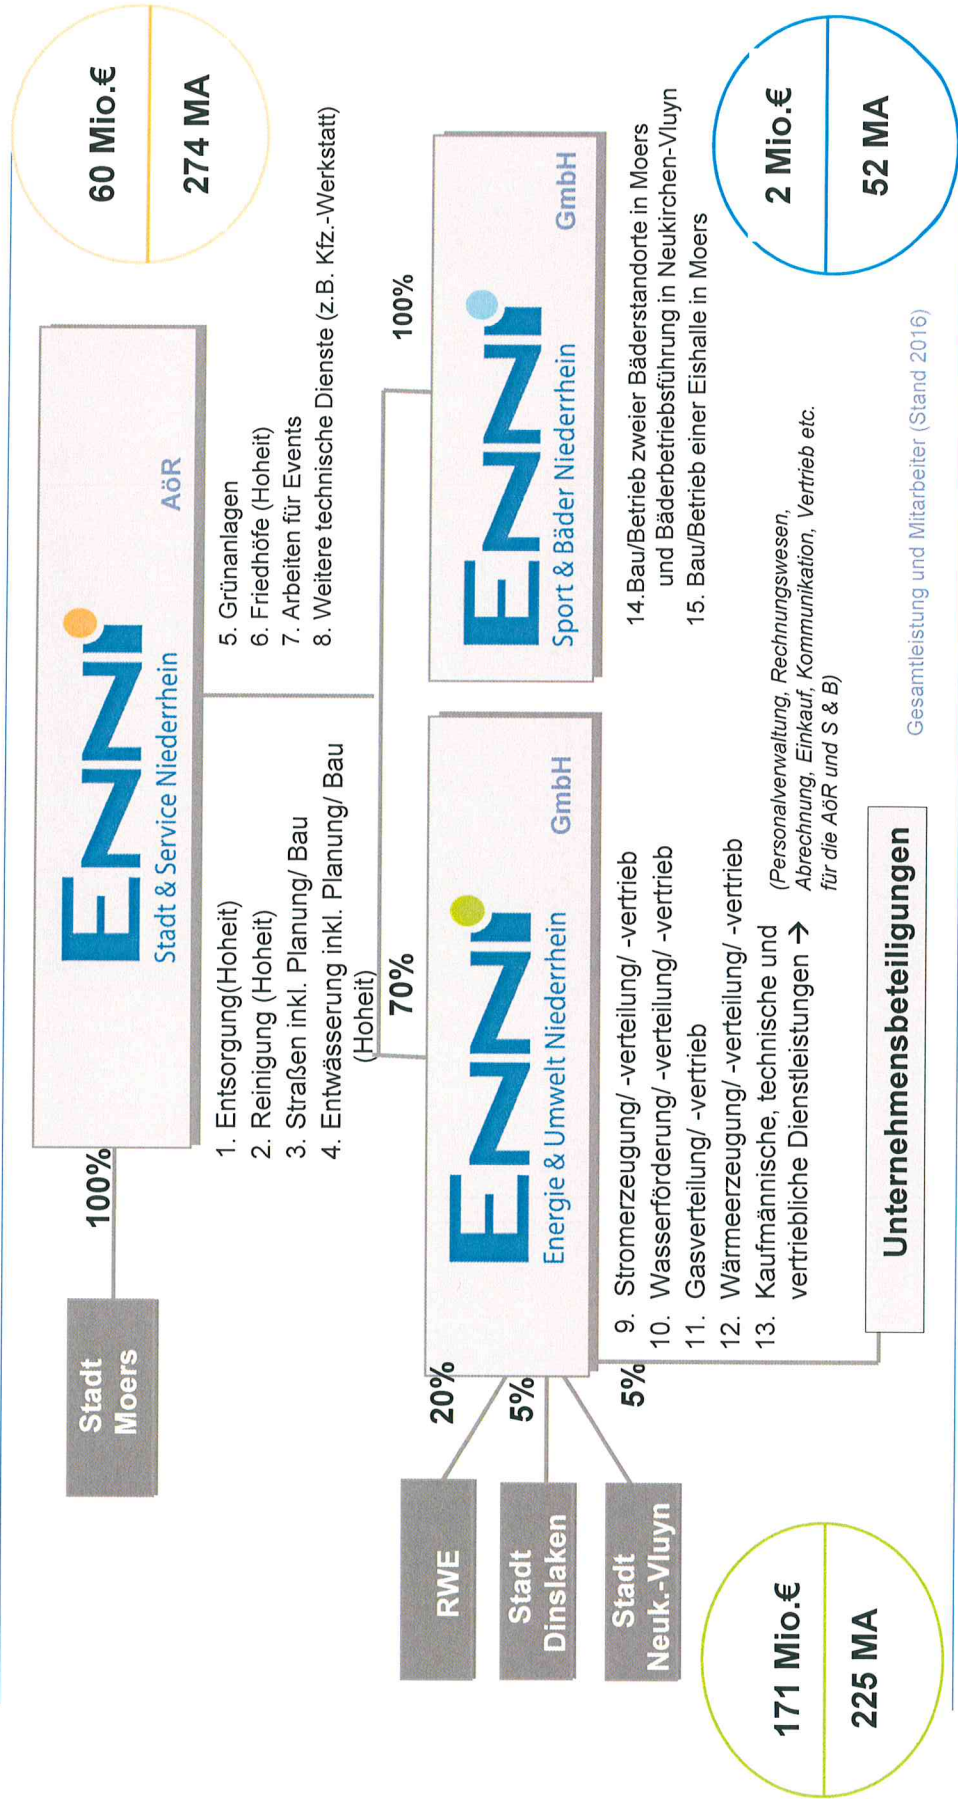 Stadt
Moers
100%
ENNI
Stadt & Service Niederrhein
AöR
60 Mio.€
274 MA
1. Entsorgung(Hoheit)
2. Reinigung (Hoheit)
3. Straßen inkl. Planung/ Bau
4. Entwässerung inkl. Planung/ Bau
(Hoheit)
5. Grünanlagen
6. Friedhöfe (Hoheit)
7. Arbeiten für Events
8. Weitere technische Dienste (z.B. Kfz.-Werkstatt)
70%
100%
RWE
20%
Stadt
Dinslaken
5%
Stadt
Neuk.-Vluyn
5%
ENNI
Energie & Umwelt Niederrhein
GmbH
ENNI
Sport & Bäder Niederrhein
GmbH
9. Stromerzeugung/ -verteilung/ -vertrieb
10. Wasserförderung/ -verteilung/ -vertrieb
11. Gasverteilung/ -vertrieb
12. Wärmeerzeugung/ -verteilung/ -vertrieb
13. Kaufmännische, technische und
vertriebliche Dienstleistungen →
(Personalverwaltung, Rechnungswesen,
Abrechnung, Einkauf, Kommunikation, Vertrieb etc.
für die AöR und S & B)
14.Bau/Betrieb zweier Bäderstandorte in Moers
und Bäderbetriebsführung in Neukirchen-Vluyn
15. Bau/Betrieb einer Eishalle in Moers
171 Mio.€
225 MA
Unternehmensbeteiligungen
2 Mio.€
52 MA
Gesamtleistung und Mitarbeiter (Stand 2016)